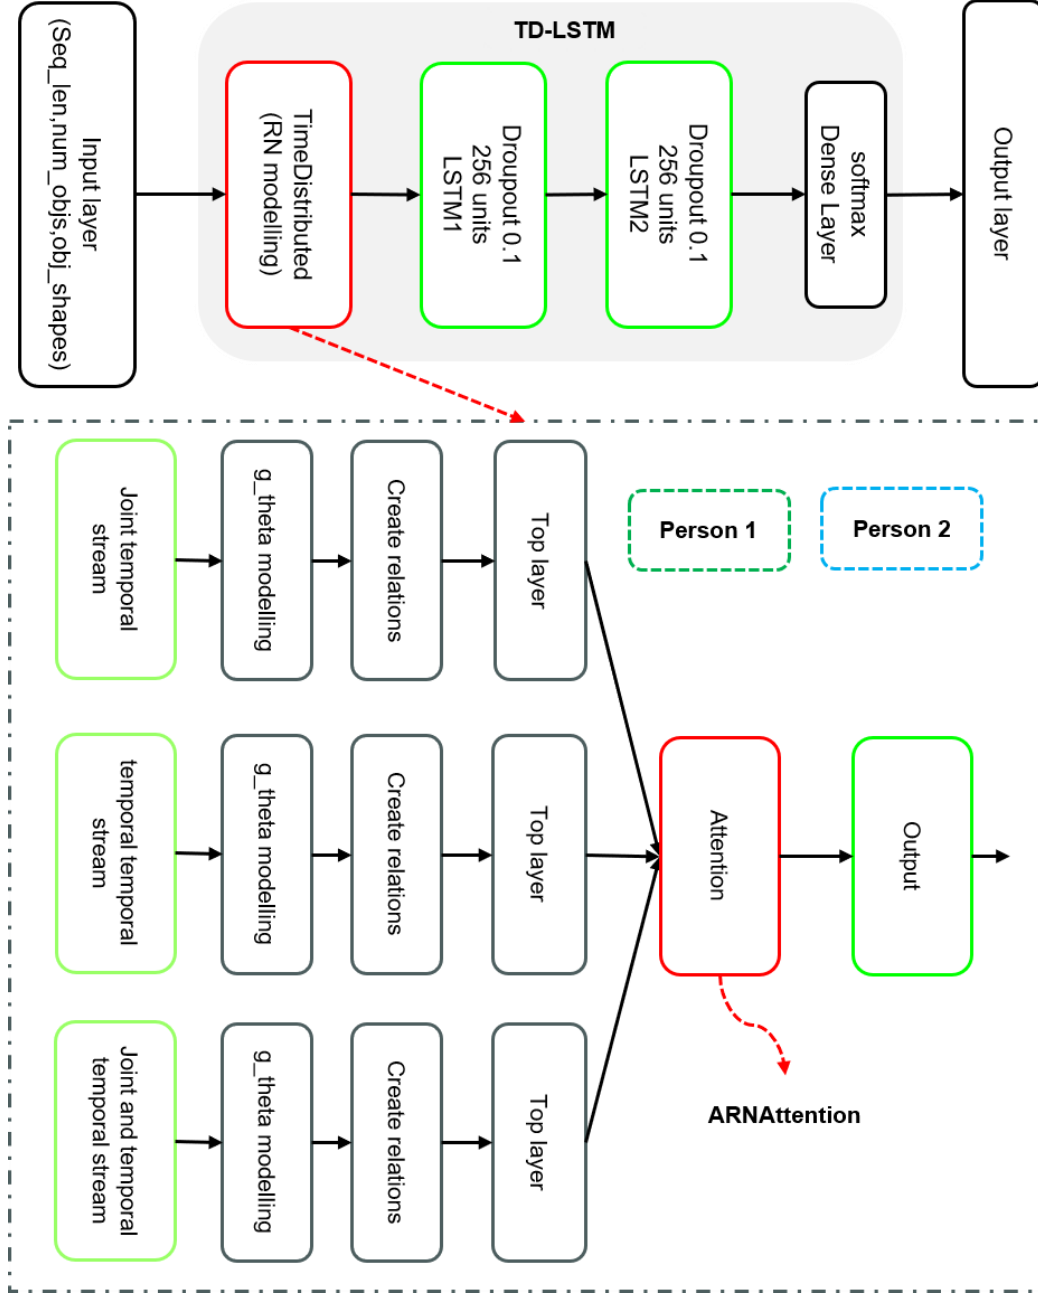 TD-LSTM
Input layer
(Seq_len,num_objs,obj_shapes)
TimeDistributed
(RN modelling)
Droupout 0.1
256 units
LSTM1
Droupout 0.1
256 units
LSTM2
softmax
Dense Layer
Output layer
Joint temporal
stream
g_theta modelling
Create relations
Top layer
Person 1
Person 2
temporal temporal
stream
g_theta modelling
Create relations
Top layer
Attention
Output
Joint and temporal
temporal stream
g_theta modelling
Create relations
Top layer
ARNAttention